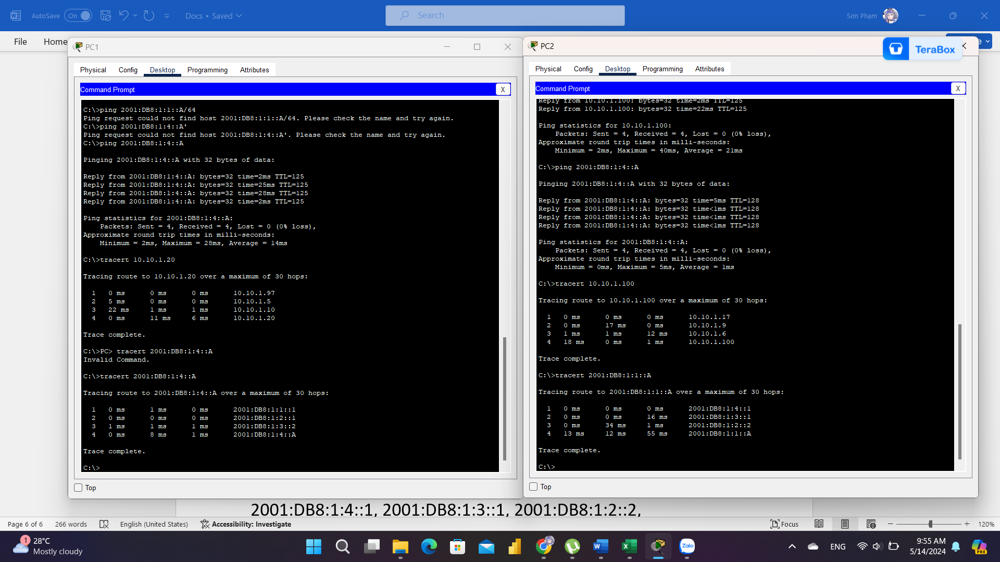 AutoSave On Docs • Saved Search Sơn Phạm
File Home
PC1
Physical Config Desktop Programming Attributes
Command Prompt X
C:\>ping 2001:DB8:1:1::A/64
Ping request could not find host 2001:DB8:1:1::A/64. Please check the name and try again.
C:\>ping 2001:DB8:1:4::A'
Ping request could not find host 2001:DB8:1:4::A'. Please check the name and try again.
C:\>ping 2001:DB8:1:4::A
Pinging 2001:DB8:1:4::A with 32 bytes of data:
Reply from 2001:DB8:1:4::A: bytes=32 time=2ms TTL=125
Reply from 2001:DB8:1:4::A: bytes=32 time=25ms TTL=125
Reply from 2001:DB8:1:4::A: bytes=32 time=28ms TTL=125
Reply from 2001:DB8:1:4::A: bytes=32 time=2ms TTL=125
Ping statistics for 2001:DB8:1:4::A:
Packets: Sent = 4, Received = 4, Lost = 0 (0% loss),
Approximate round trip times in milli-seconds:
Minimum = 2ms, Maximum = 28ms, Average = 14ms
C:\>tracert 10.10.1.20
Tracing route to 10.10.1.20 over a maximum of 30 hops:
1 0 ms 0 ms 0 ms 10.10.1.97
2 5 ms 0 ms 0 ms 10.10.1.5
3 22 ms 1 ms 1 ms 10.10.1.10
4 0 ms 11 ms 6 ms 10.10.1.20
Trace complete.
C:\>PC> tracert 2001:DB8:1:4::A
Invalid Command.
C:\>tracert 2001:DB8:1:4::A
Tracing route to 2001:DB8:1:4::A over a maximum of 30 hops:
1 0 ms 1 ms 0 ms 2001:DB8:1:1::1
2 0 ms 0 ms 0 ms 2001:DB8:1:2::1
3 1 ms 1 ms 1 ms 2001:DB8:1:3::2
4 0 ms 8 ms 1 ms 2001:DB8:1:4::A
Trace complete.
C:\>
Top
PC2
TeraBox
Physical Config Desktop Programming Attributes
Command Prompt X
Reply from 10.10.1.100: bytes=32 time=2ms TTL=125
Reply from 10.10.1.100: bytes=32 time=22ms TTL=125
Ping statistics for 10.10.1.100:
Packets: Sent = 4, Received = 4, Lost = 0 (0% loss),
Approximate round trip times in milli-seconds:
Minimum = 2ms, Maximum = 40ms, Average = 21ms
C:\>ping 2001:DB8:1:4::A
Pinging 2001:DB8:1:4::A with 32 bytes of data:
Reply from 2001:DB8:1:4::A: bytes=32 time=5ms TTL=128
Reply from 2001:DB8:1:4::A: bytes=32 time<1ms TTL=128
Reply from 2001:DB8:1:4::A: bytes=32 time<1ms TTL=128
Reply from 2001:DB8:1:4::A: bytes=32 time<1ms TTL=128
Ping statistics for 2001:DB8:1:4::A:
Packets: Sent = 4, Received = 4, Lost = 0 (0% loss),
Approximate round trip times in milli-seconds:
Minimum = 0ms, Maximum = 5ms, Average = 1ms
C:\>tracert 10.10.1.100
Tracing route to 10.10.1.100 over a maximum of 30 hops:
1 0 ms 0 ms 0 ms 10.10.1.17
2 0 ms 17 ms 0 ms 10.10.1.9
3 1 ms 1 ms 12 ms 10.10.1.6
4 18 ms 0 ms 1 ms 10.10.1.100
Trace complete.
C:\>tracert 2001:DB8:1:1::A
Tracing route to 2001:DB8:1:1::A over a maximum of 30 hops:
1 0 ms 0 ms 0 ms 2001:DB8:1:4::1
2 0 ms 0 ms 16 ms 2001:DB8:1:3::1
3 0 ms 34 ms 1 ms 2001:DB8:1:2::2
4 13 ms 12 ms 55 ms 2001:DB8:1:1::A
Trace complete.
C:\>
Top
2001:DB8:1:4::1, 2001:DB8:1:3::1, 2001:DB8:1:2::2,
Page 6 of 6 266 words English (United States) Accessibility: Investigate Focus 120%
1 28°C
Mostly cloudy
Zalo
ENG
9:55 AM
5/14/2024
PRE